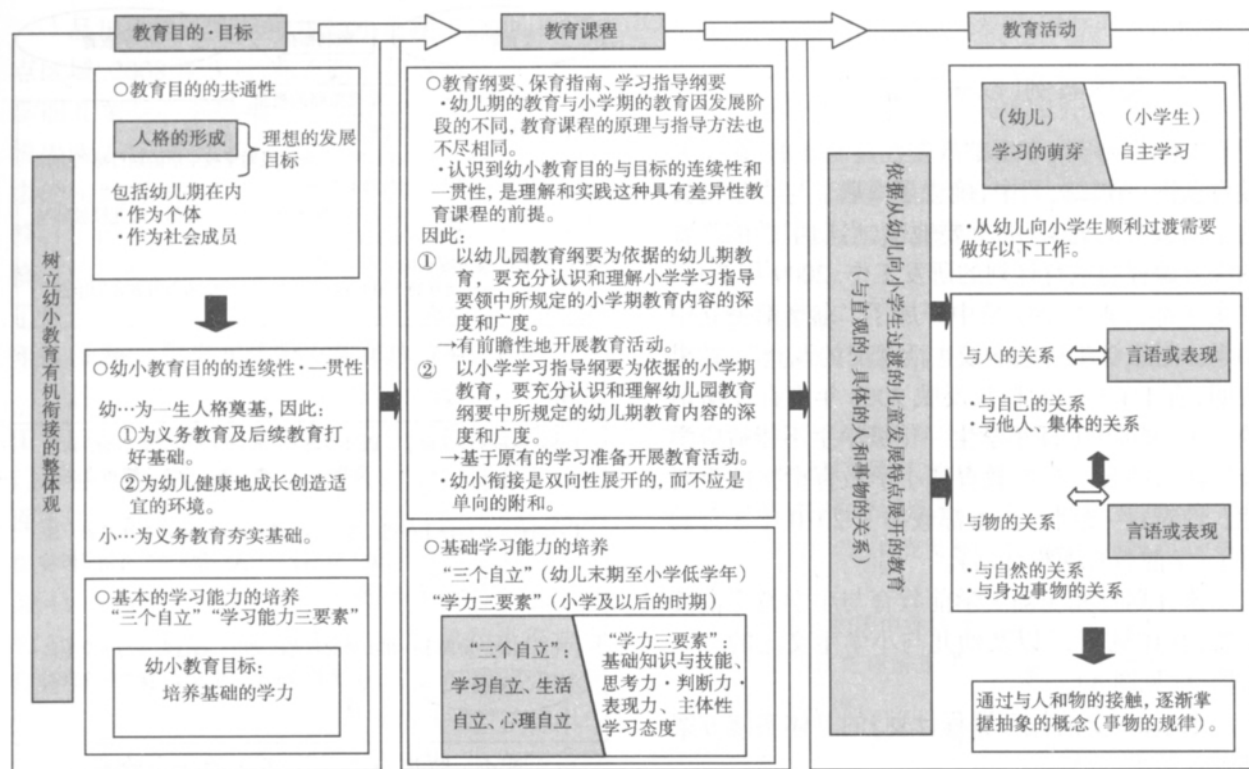 教育目的·目标
教育课程
教育活动
树立幼小教育有机衔接的整体观
○教育目的的共通性
人格的形成
理想的发展
目标
包括幼儿期在内
·作为个体
·作为社会成员
○幼小教育目的的连续性·一贯性
幼…为一生人格奠基,因此:
①为义务教育及后续教育打
好基础。
②为幼儿健康地成长创造适
宜的环境。
小…为义务教育夯实基础。
○基本的学习能力的培养
“三个自立”“学习能力三要素”
幼小教育目标:
培养基础的学力
○教育纲要、保育指南、学习指导纲要
·幼儿期的教育与小学期的教育因发展阶
段的不同,教育课程的原理与指导方法也
不尽相同。
·认识到幼小教育目的与目标的连续性和
一贯性,是理解和实践这种具有差异性教
育课程的前提。
因此:
① 以幼儿园教育纲要为依据的幼儿期教
育,要充分认识和理解小学学习指导
要领中所规定的小学期教育内容的深
度和广度。
→有前瞻性地开展教育活动。
② 以小学学习指导纲要为依据的小学期
教育,要充分认识和理解幼儿园教育
纲要中所规定的幼儿期教育内容的深
度和广度。
→基于原有的学习准备开展教育活动。
·幼小衔接是双向性展开的,而不应是
单向的附和。
○基础学习能力的培养
“三个自立”(幼儿末期至小学低学年)
“学力三要素”(小学及以后的时期)
“三个自立”:
学习自立、生活
自立、心理自立
“学力三要素”:
基础知识与技能、
思考力·判断力·
表现力、主体性
学习态度
依据从幼儿向小学生过渡的儿童发展特点展开的教育
(与直观的、具体的人和事物的关系)
(幼儿)
学习的萌芽
(小学生)
自主学习
·从幼儿向小学生顺利过渡需要
做好以下工作。
与人的关系
言语或表现
·与自己的关系
·与他人、集体的关系
与物的关系
言语或表现
·与自然的关系
·与身边事物的关系
通过与人和物的接触,逐渐掌
握抽象的概念(事物的规律)。